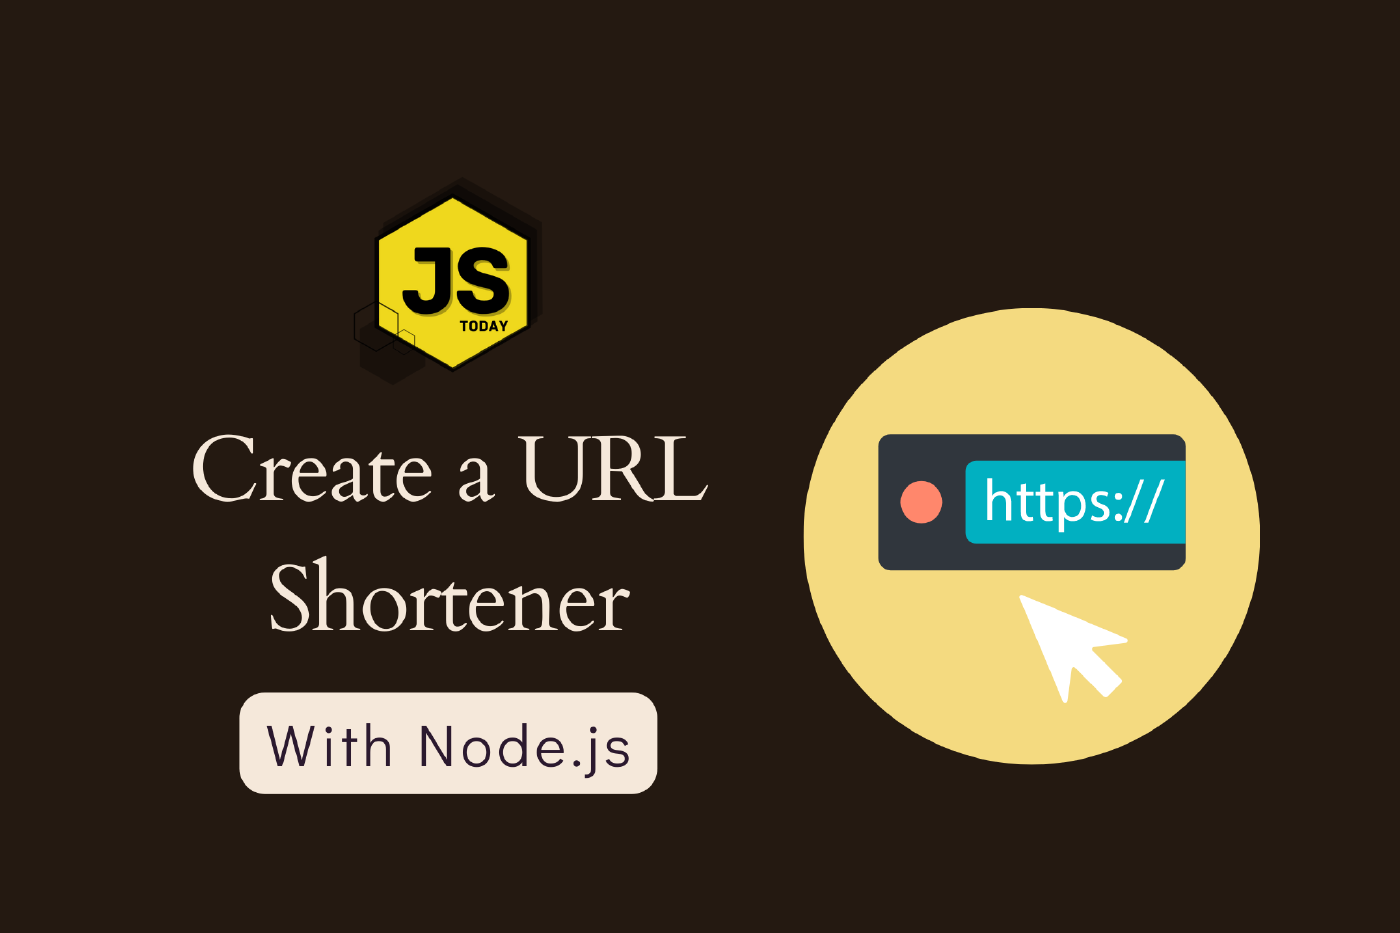 JS
TODAY
Create a URL
Shortener
With Node.js
https://